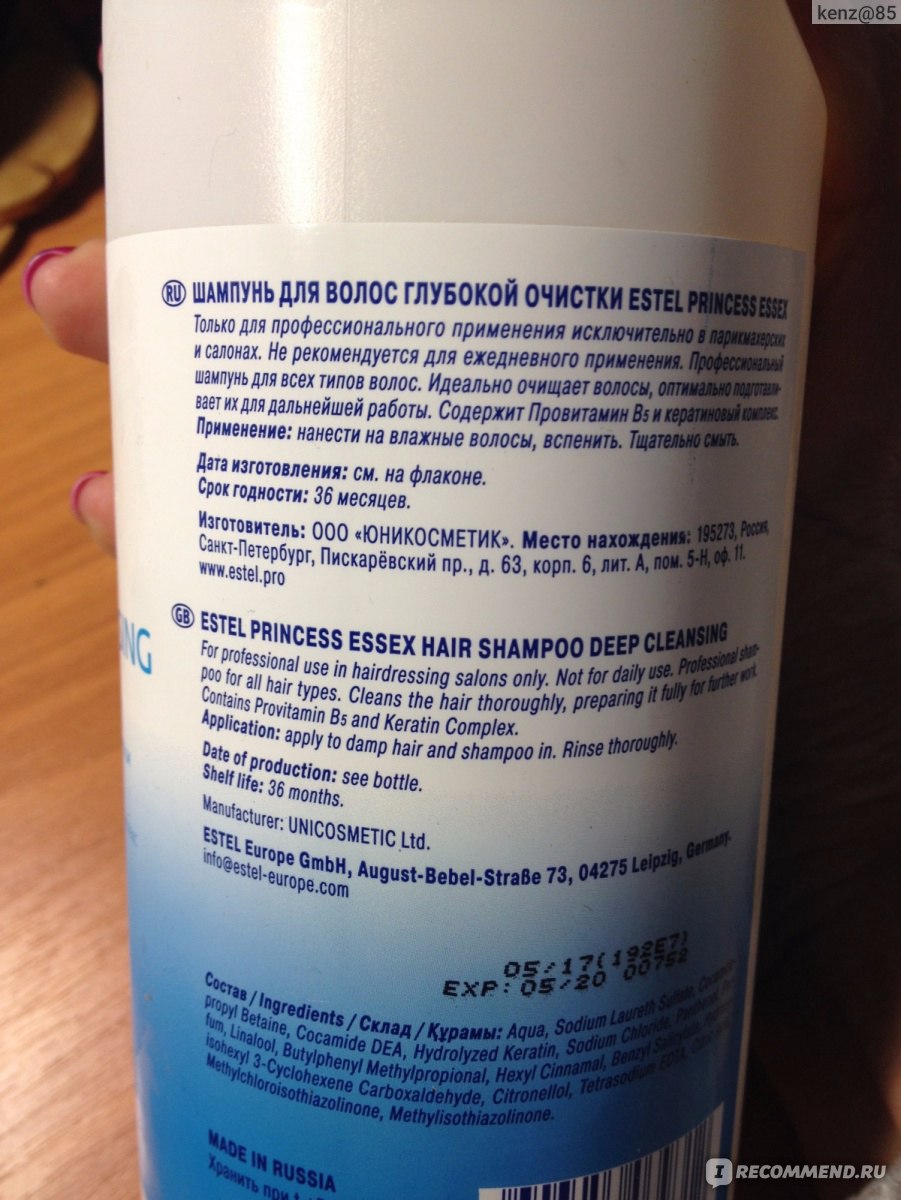 kenz@85
RU ШАМПУНЬ ДЛЯ ВОЛОС ГЛУБОКОЙ ОЧИСТКИ ESTEL PRINCESS ESSEX
Только для профессионального применения исключительно в парикмахерских
и салонах. Не рекомендуется для ежедневного применения. Профессиональный
шампунь для всех типов волос. Идеально очищает волосы, оптимально подготавли-
вает их для дальнейшей работы. Содержит Провитамин B5 и кератиновый комплекс.
Применение: нанести на влажные волосы, вспенить. Тщательно смыть.
Дата изготовления: см. на флаконе.
Срок годности: 36 месяцев.
Изготовитель: ООО «ЮНИКОСМЕТИК». Место нахождения: 195273, Россия,
Санкт-Петербург, Пискарёвский пр., д. 63, корп. 6, лит. А, пом. 5-Н, оф. 11.
www.estel.pro
GB ESTEL PRINCESS ESSEX HAIR SHAMPOO DEEP CLEANSING
For professional use in hairdressing salons only. Not for daily use. Professional sham-
poo for all hair types. Cleans the hair thoroughly, preparing it fully for further work.
Contains Provitamin B5 and Keratin Complex.
Application: apply to damp hair and shampoo in. Rinse thoroughly.
Date of production: see bottle.
Shelf life: 36 months.
Manufacturer: UNICOSMETIC Ltd.
ESTEL Europe GmbH, August-Bebel-Straße 73, 04275 Leipzig, Germany.
info@estel-europe.com
05/17(192E7)
EXP: 05/20 00752
Состав / Ingredients / Склад / Құрамы: Aqua, Sodium Laureth Sulfate,
propyl Betaine, Cocamide DEA, Hydrolyzed Keratin, Sodium Chloride, Panthenol,
fum, Linalool, Butylphenyl Methylpropional, Hexyl Cinnamal, Benzyl Salicylate,
isohexyl 3-Cyclohexene Carboxaldehyde, Citronellol, Tetrasodium EDTA,
Methylchloroisothiazolinone, Methylisothiazolinone.
MADE IN RUSSIA
Хранить при
IRECOMMEND.RU